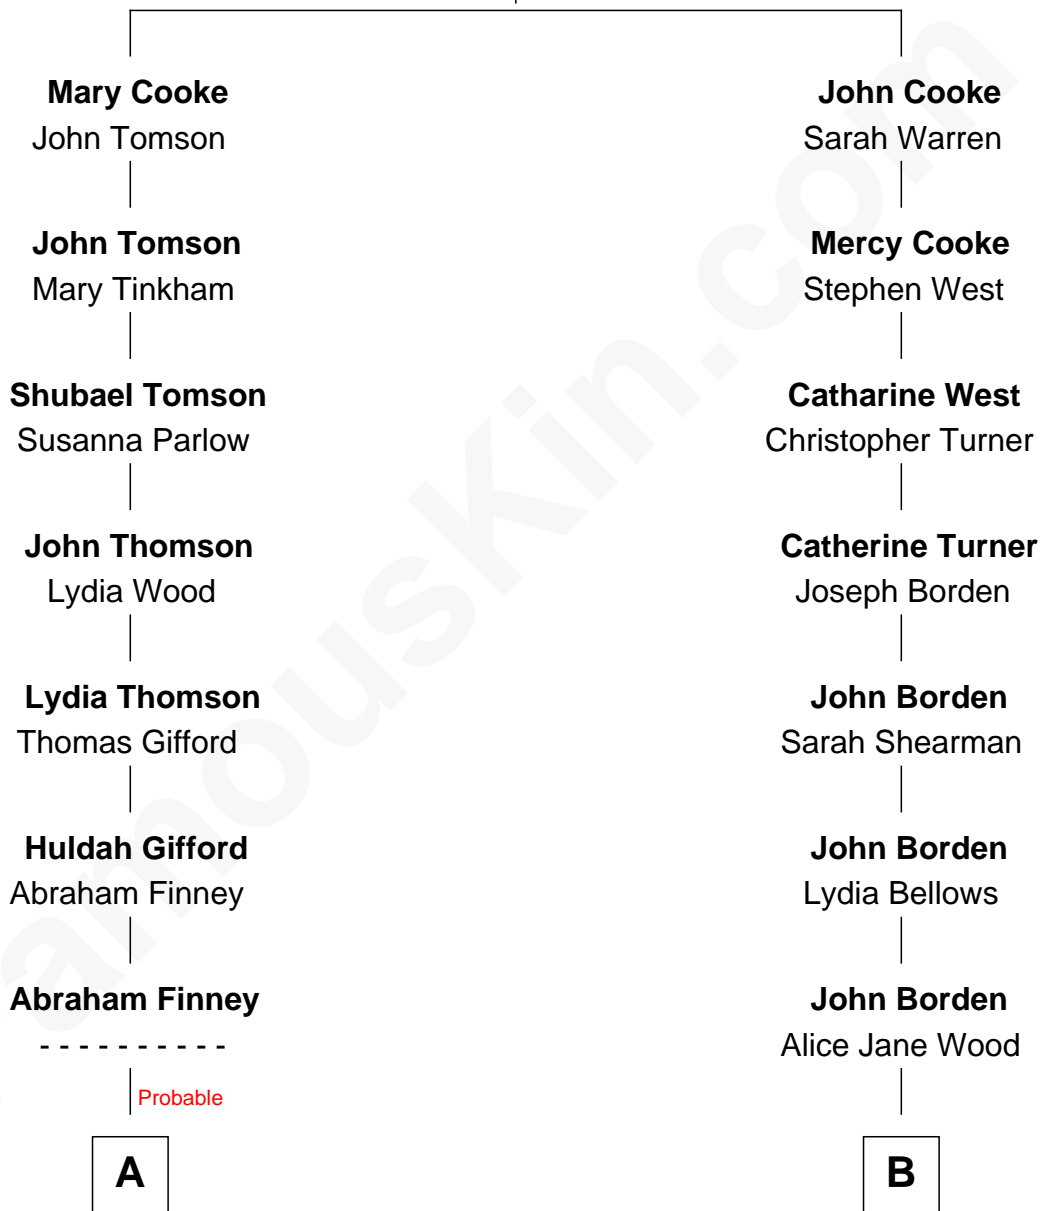 Mary Cooke
John Tomson
John Cooke
Sarah Warren
John Tomson
Mary Tinkham
Mercy Cooke
Stephen West
Shubael Tomson
Susanna Parlow
Catharine West
Christopher Turner
John Thomson
Lydia Wood
Catherine Turner
Joseph Borden
Lydia Thomson
Thomas Gifford
John Borden
Sarah Shearman
Huldah Gifford
Abraham Finney
John Borden
Lydia Bellows
Abraham Finney
- - - - - - - - - -
John Borden
Alice Jane Wood
Probable
A
B
amouskin.com